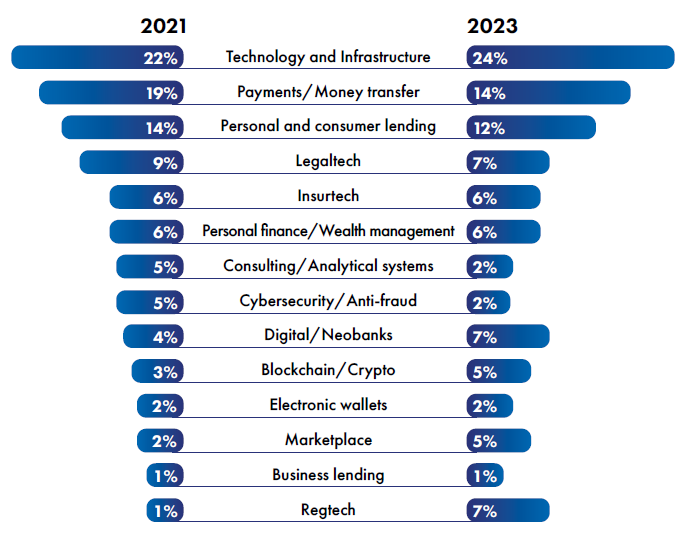 2021 2023
22% Technology and Infrastructure 24%
19% Payments/Money transfer 14%
14% Personal and consumer lending 12%
9% Legaltech 7%
6% Insurtech 6%
6% Personal finance/Wealth management 6%
5% Consulting/Analytical systems 2%
5% Cybersecurity/Anti-fraud 2%
4% Digital/Neobanks 7%
3% Blockchain/Crypto 5%
2% Electronic wallets 2%
2% Marketplace 5%
1% Business lending 1%
1% Regtech 7%